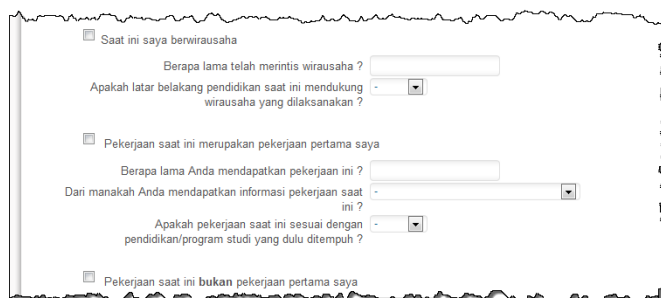 Saat ini saya berwirausaha
Berapa lama telah merintis wirausaha ?
Apakah latar belakang pendidikan saat ini mendukung -
wirausaha yang dilaksanakan ?
Pekerjaan saat ini merupakan pekerjaan pertama saya
Berapa lama Anda mendapatkan pekerjaan ini ?
Dari manakah Anda mendapatkan informasi pekerjaan saat -
ini ?
Apakah pekerjaan saat ini sesuai dengan -
pendidikan/program studi yang dulu ditempuh ?
Pekerjaan saat ini bukan pekerjaan pertama saya